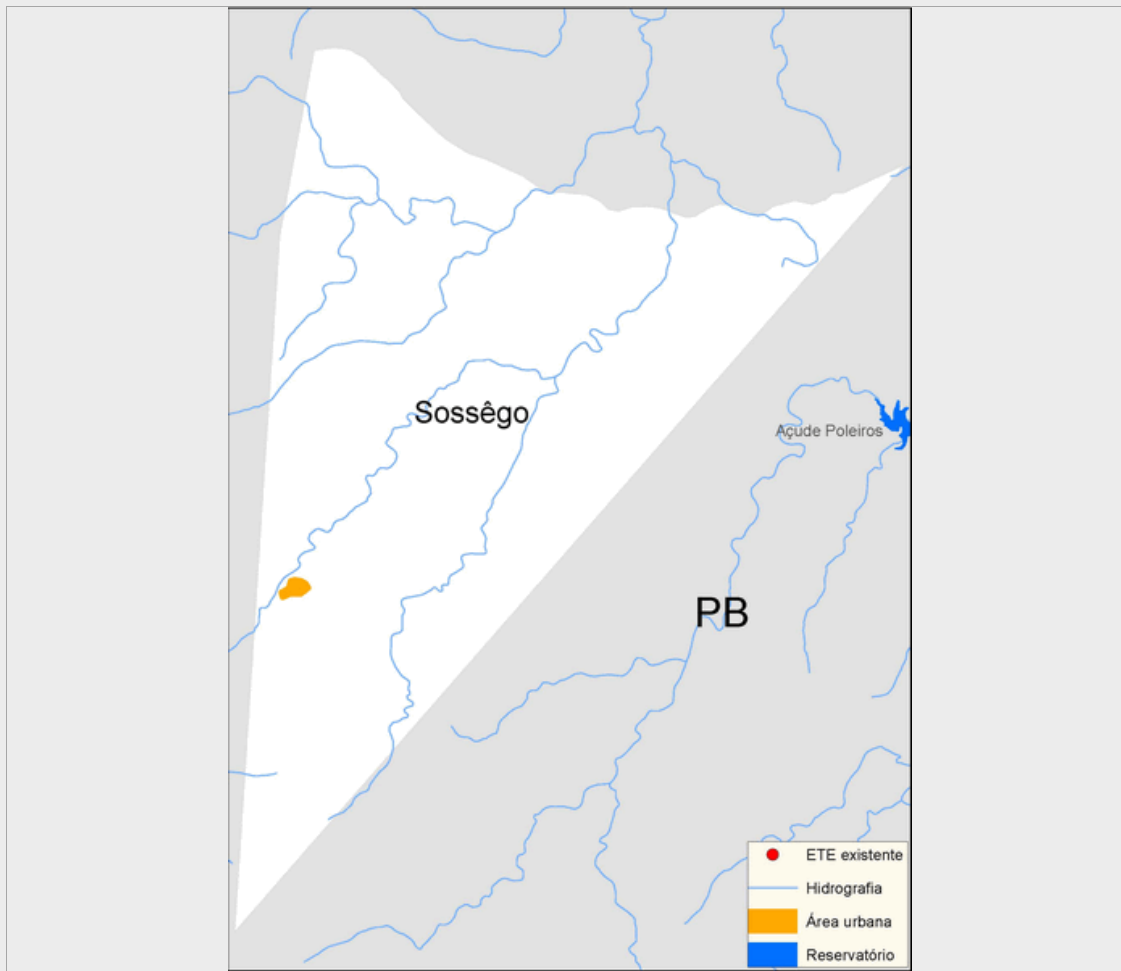 Sossêgo
Açude Poleiros
PB
ETE existente
Hidrografia
Área urbana
Reservatório